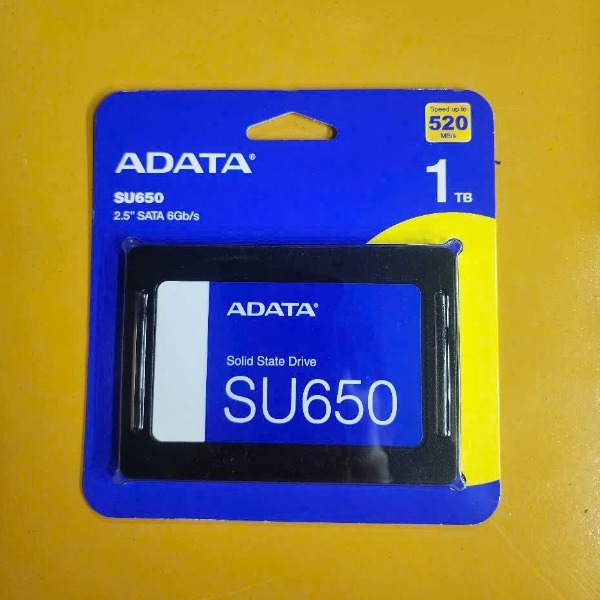 Speed up to
520
MB/s
ADATA®
1 TB
SU650
2.5" SATA 6Gb/s
ADATA®
Solid State Drive
SU650